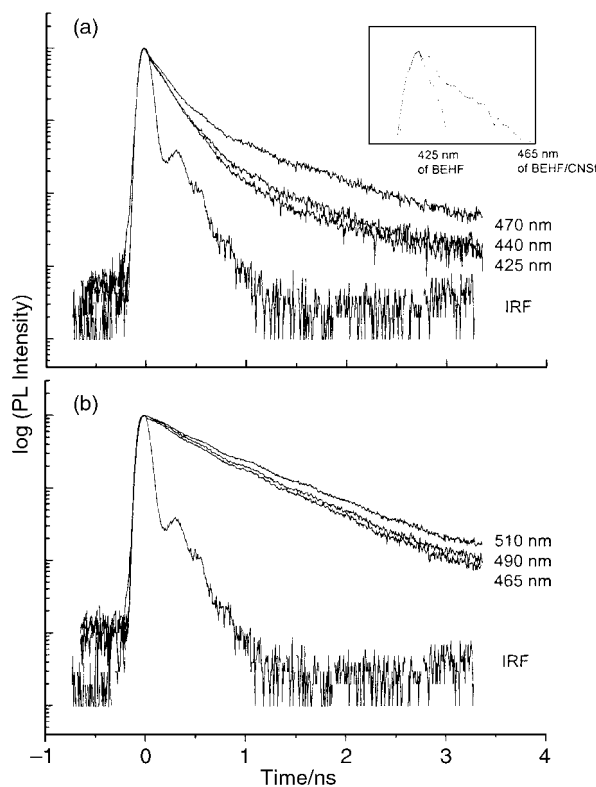 (a)
425 nm
of BEHF
465 nm
of BEHF/CNSt
470 nm
440 nm
425 nm
IRF
log (PL Intensity)
(b)
510 nm
490 nm
465 nm
IRF
−1 0 1 2 3 4
Time/ns